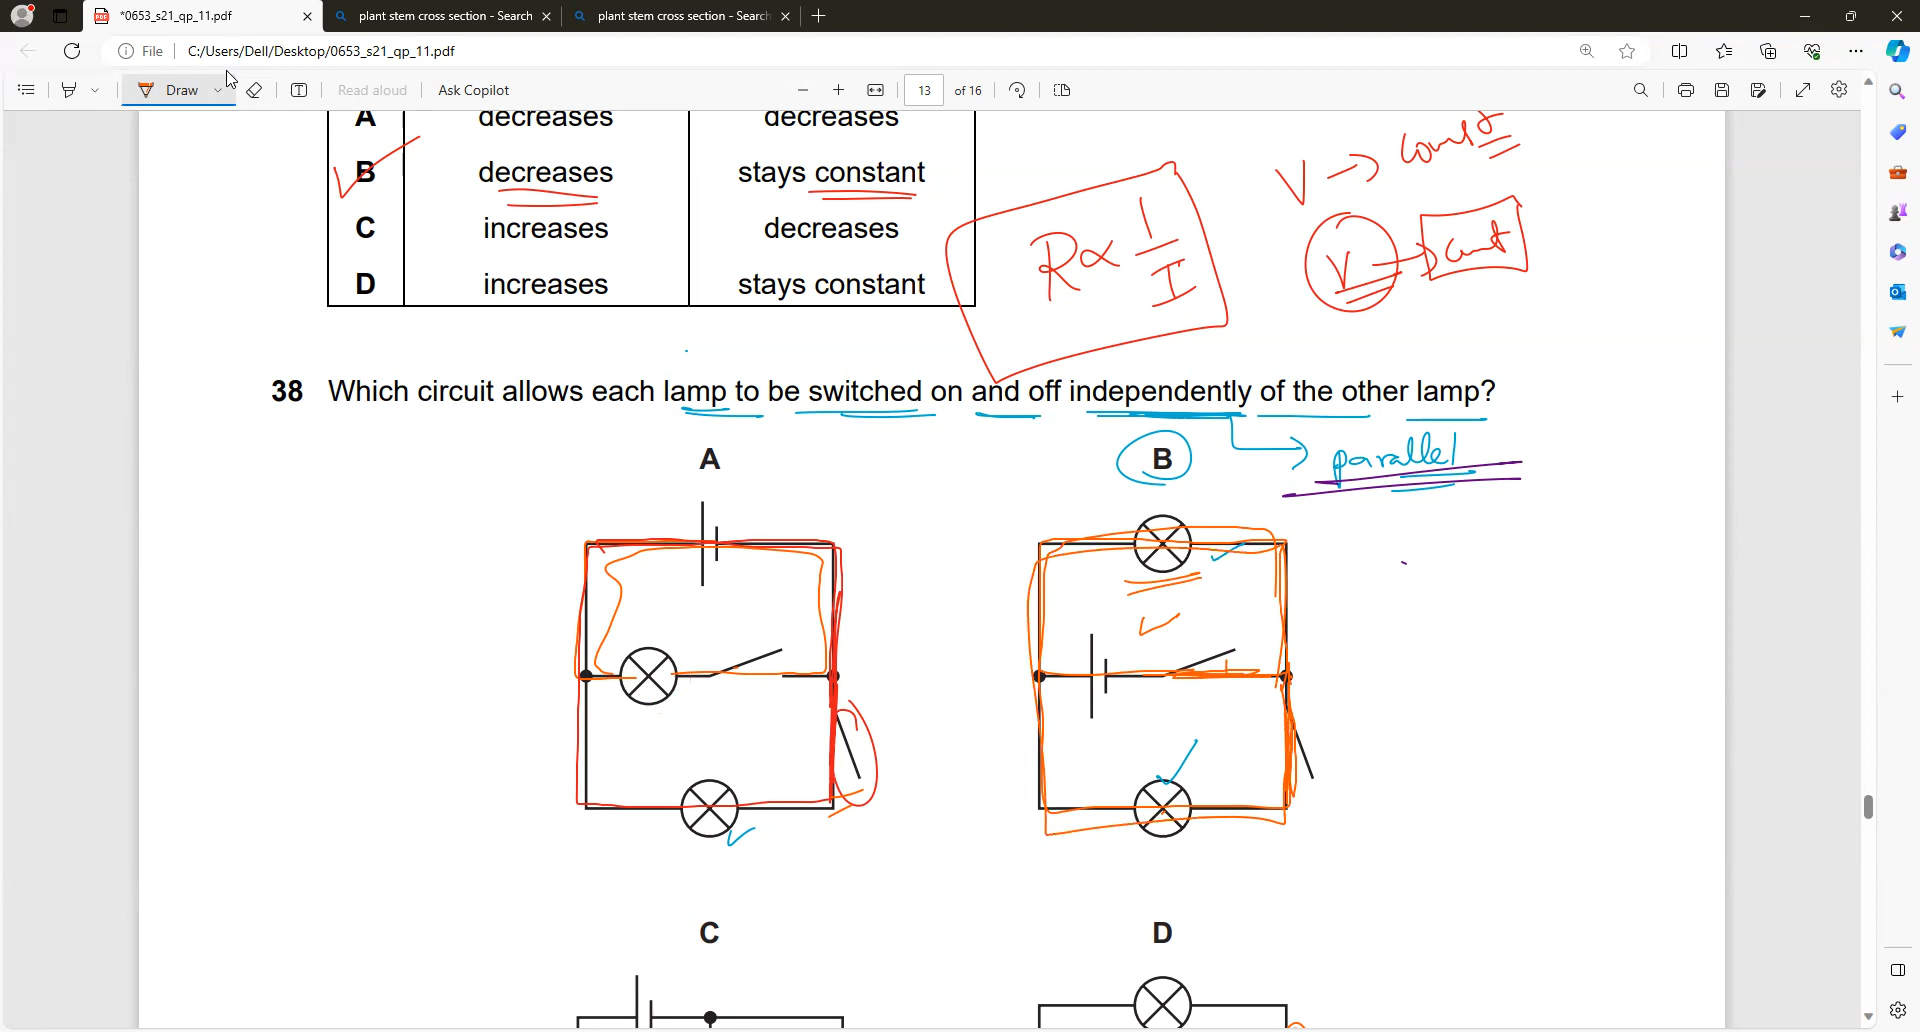 *0653_s21_qp_11.pdf
plant stem cross section - Search
plant stem cross section - Search
File
C:/Users/Dell/Desktop/0653_s21_qp_11.pdf
Draw
Read aloud
Ask Copilot
13
of 16
A decreases decreases
B decreases stays constant
C increases decreases
D increases stays constant
V → const
V →
R ∝ 1/I
38 Which circuit allows each lamp to be switched on and off independently of the other lamp?
parallel
A
B
C
D